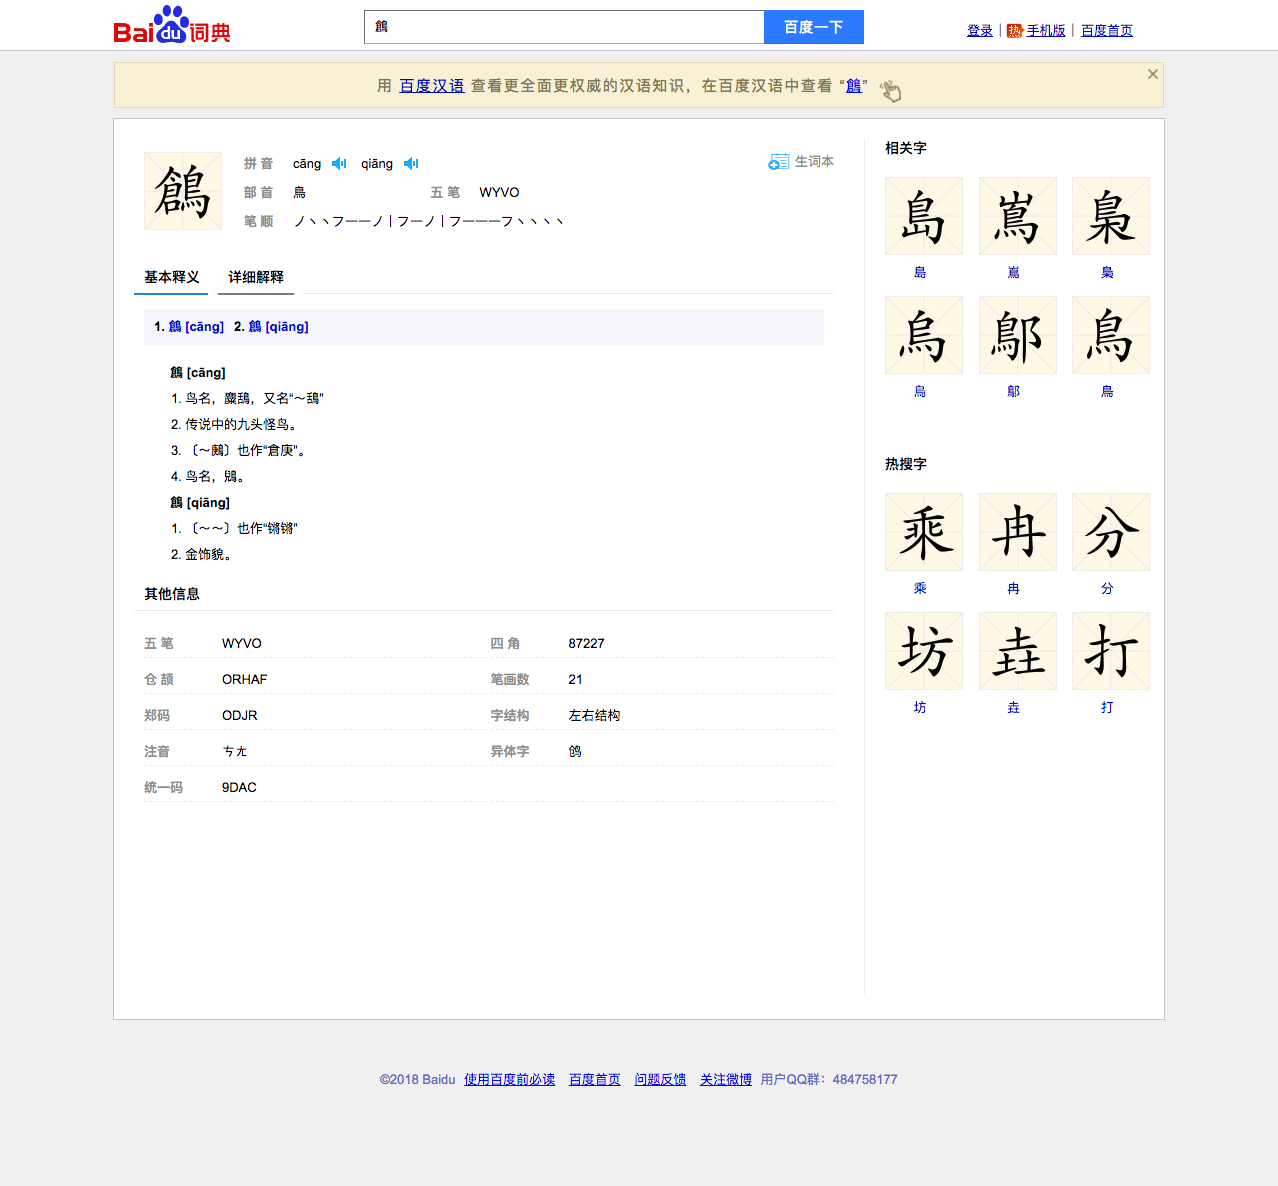 Baidu词典
鶬
百度一下
登录 | 热 手机版 | 百度首页
用 百度汉语 查看更全面更权威的汉语知识，在百度汉语中查看 “鶬”
鶬
拼 音 cāng qiāng
生词本
部 首 鳥 五 笔 WYVO
笔 顺 ノ丶丶フ一一ノ丨フ一ノ丨フ一一一フ丶丶丶丶
基本释义 详细解释
1. 鶬 [cāng] 2. 鶬 [qiāng]
鶬 [cāng]
1. 鸟名，麋鴰，又名“～鴰”
2. 传说中的九头怪鸟。
4. 鸟名，鴵。
鶬 [qiāng]
1. 〔～～〕也作“锵锵”
2. 金饰貌。
其他信息
五 笔 WYVO 四 角 87227
仓 颉 ORHAF 笔画数 21
郑码 ODJR 字结构 左右结构
注音 ㄘㄤ 异体字 鸧
统一码 9DAC
相关字
島 嶌 梟
島 嶌 梟
烏 鄥 鳥
烏 鄥 鳥
热搜字
乘 冉 分
乘 冉 分
坊 垚 打
坊 垚 打
©2018 Baidu 使用百度前必读 百度首页 问题反馈 关注微博 用户QQ群：484758177